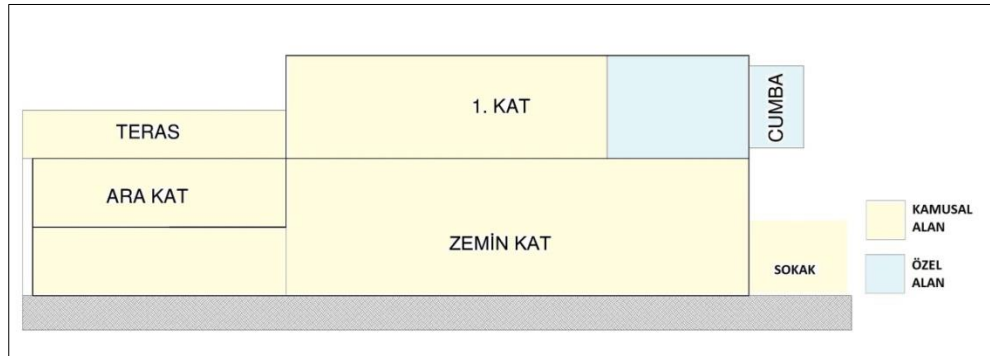 1. KAT
CUMBA
TERAS
ARA KAT
ZEMİN KAT
SOKAK
KAMUSAL
ALAN
ÖZEL
ALAN